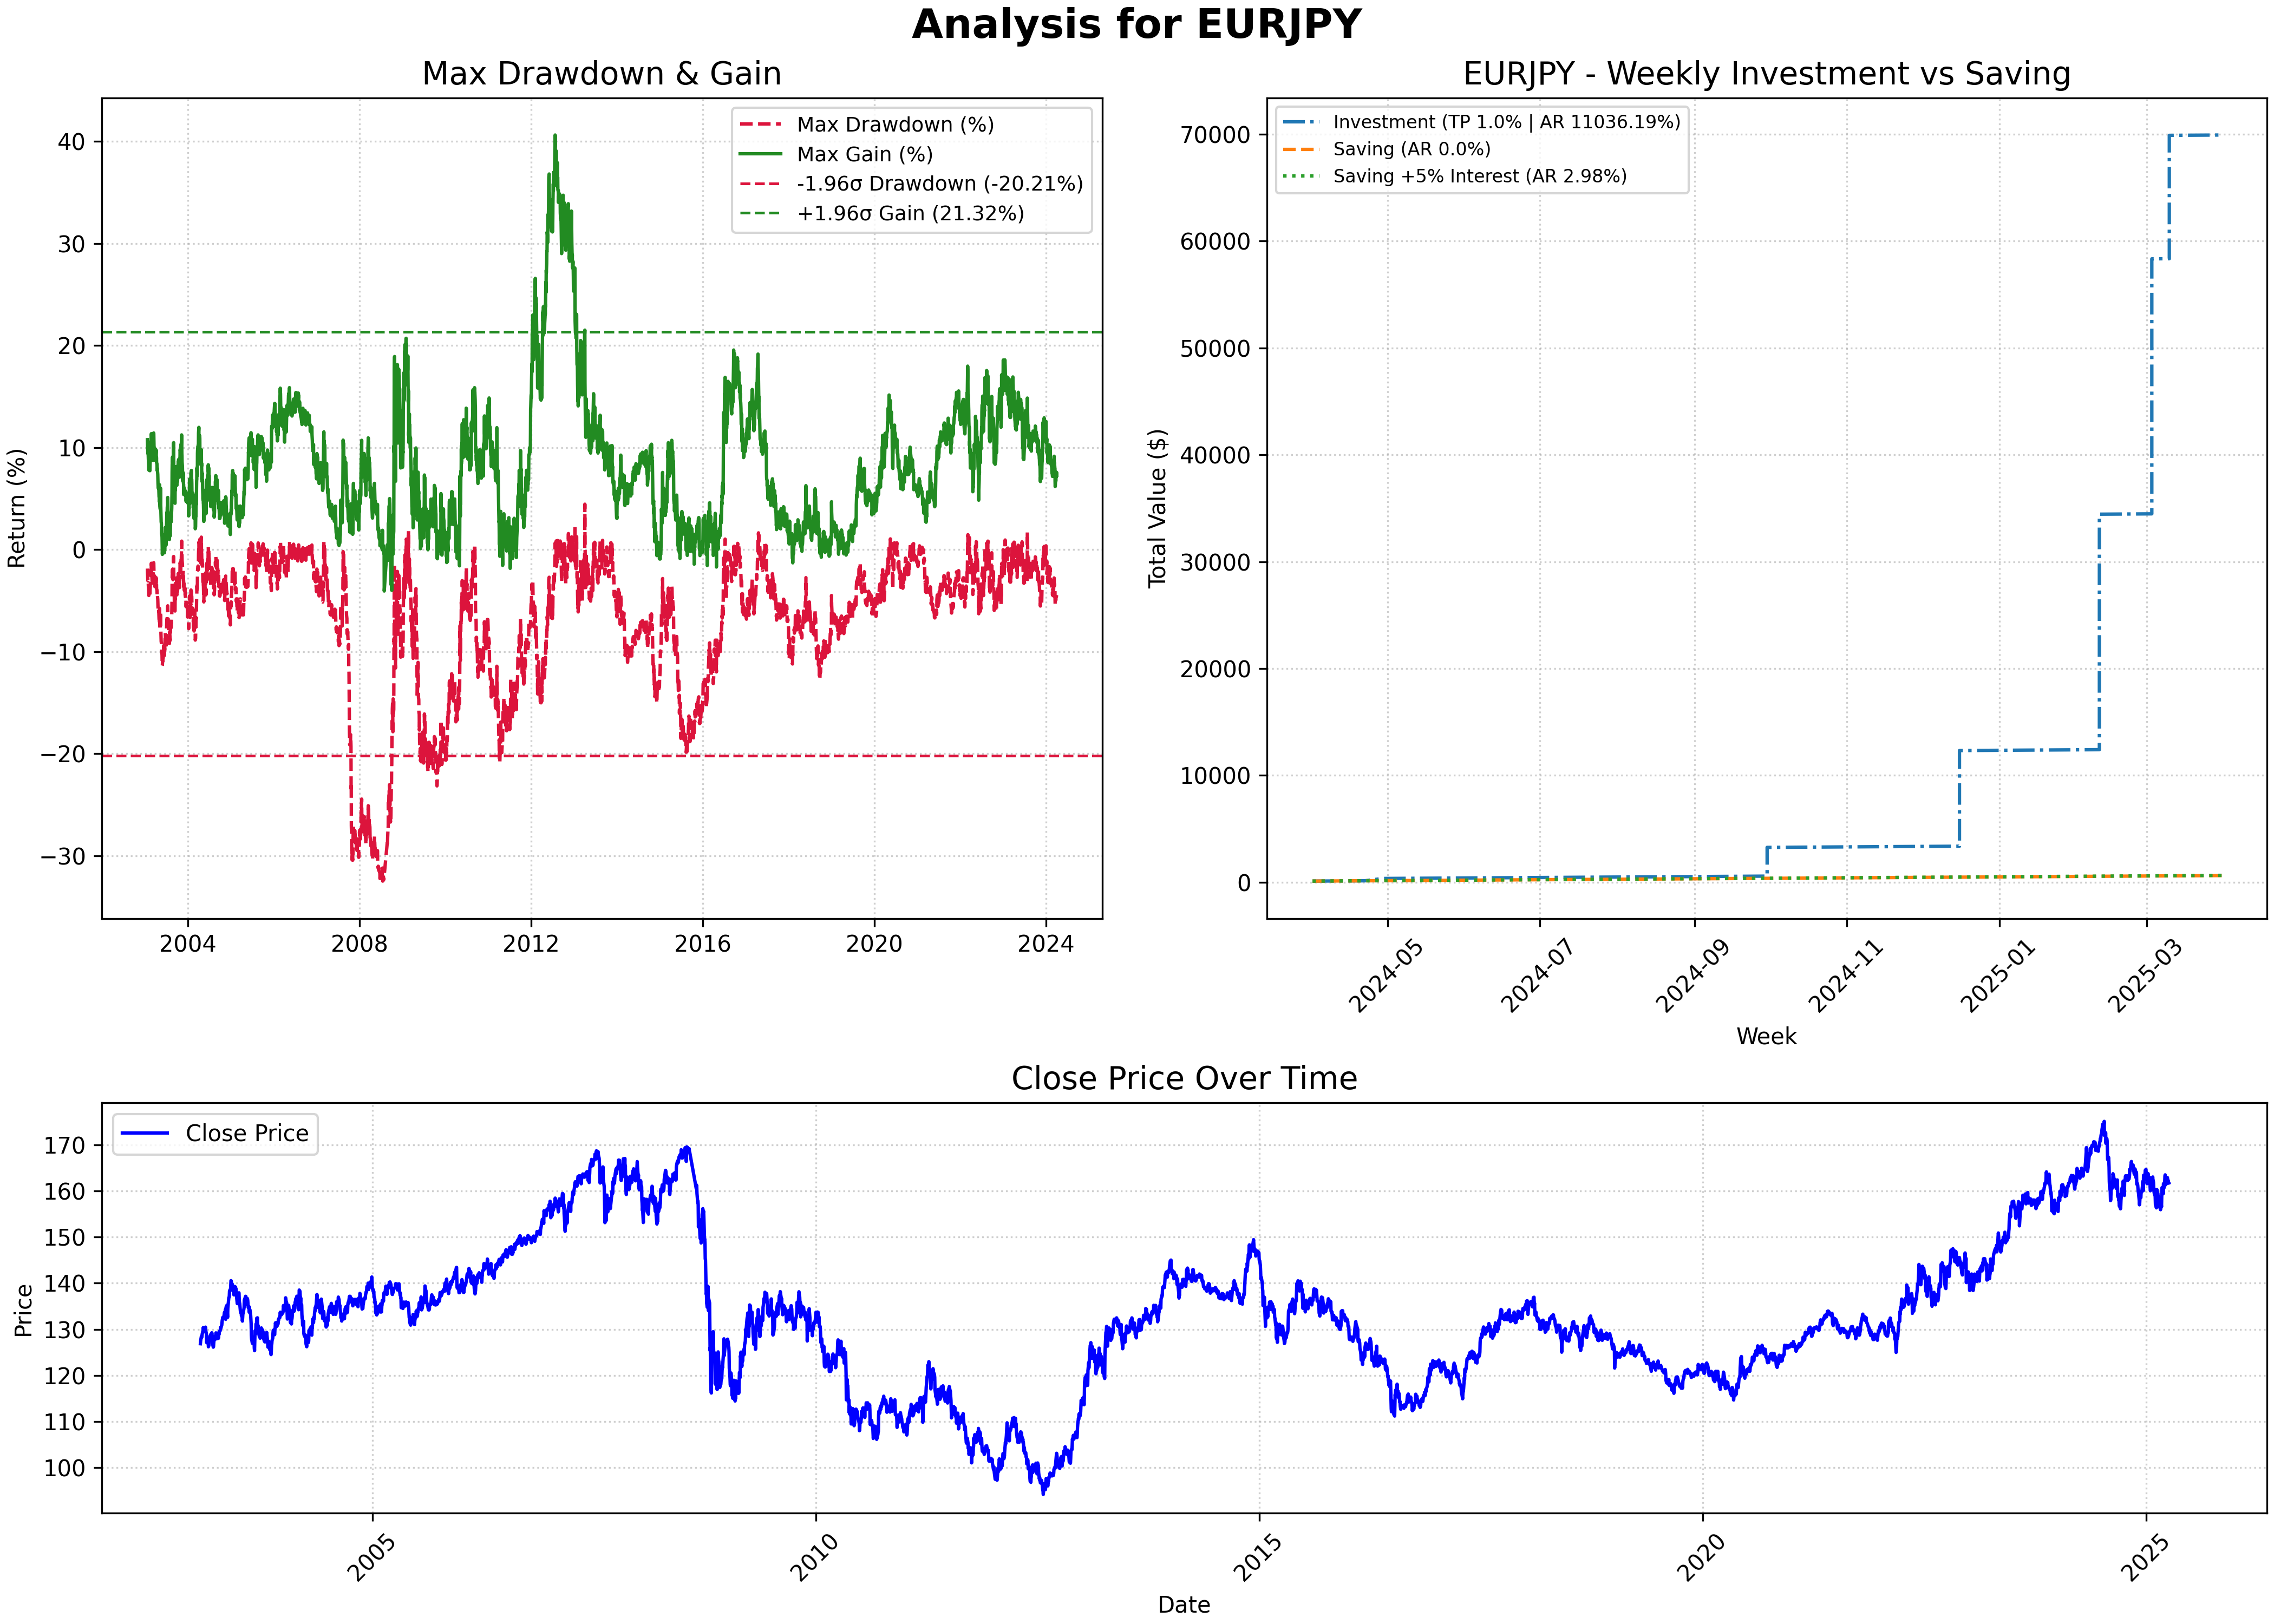 Analysis for EURJPY
Max Drawdown & Gain
Return (%)
40
30
20
10
0
−10
−20
−30
2004
2008
2012
2016
2020
2024
Max Drawdown (%)
Max Gain (%)
-1.96σ Drawdown (-20.21%)
+1.96σ Gain (21.32%)
EURJPY - Weekly Investment vs Saving
Total Value ($)
70000
60000
50000
40000
30000
20000
10000
0
Investment (TP 1.0% | AR 11036.19%)
Saving (AR 0.0%)
Saving +5% Interest (AR 2.98%)
2024-05
2024-07
2024-09
2024-11
2025-01
2025-03
Week
Close Price Over Time
Close Price
Price
170
160
150
140
130
120
110
100
2005
2010
2015
2020
2025
Date